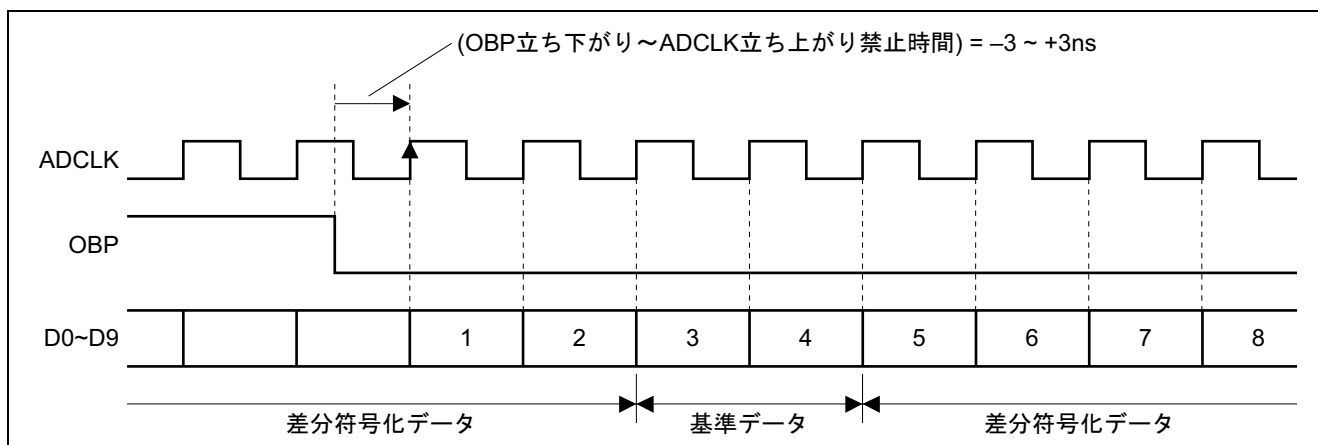 (OBP立ち下がり～ADCLK立ち上がり禁止時間) = –3 ~ +3ns
ADCLK
OBP
D0~D9
1 2 3 4 5 6 7 8
差分符号化データ 基準データ 差分符号化データ